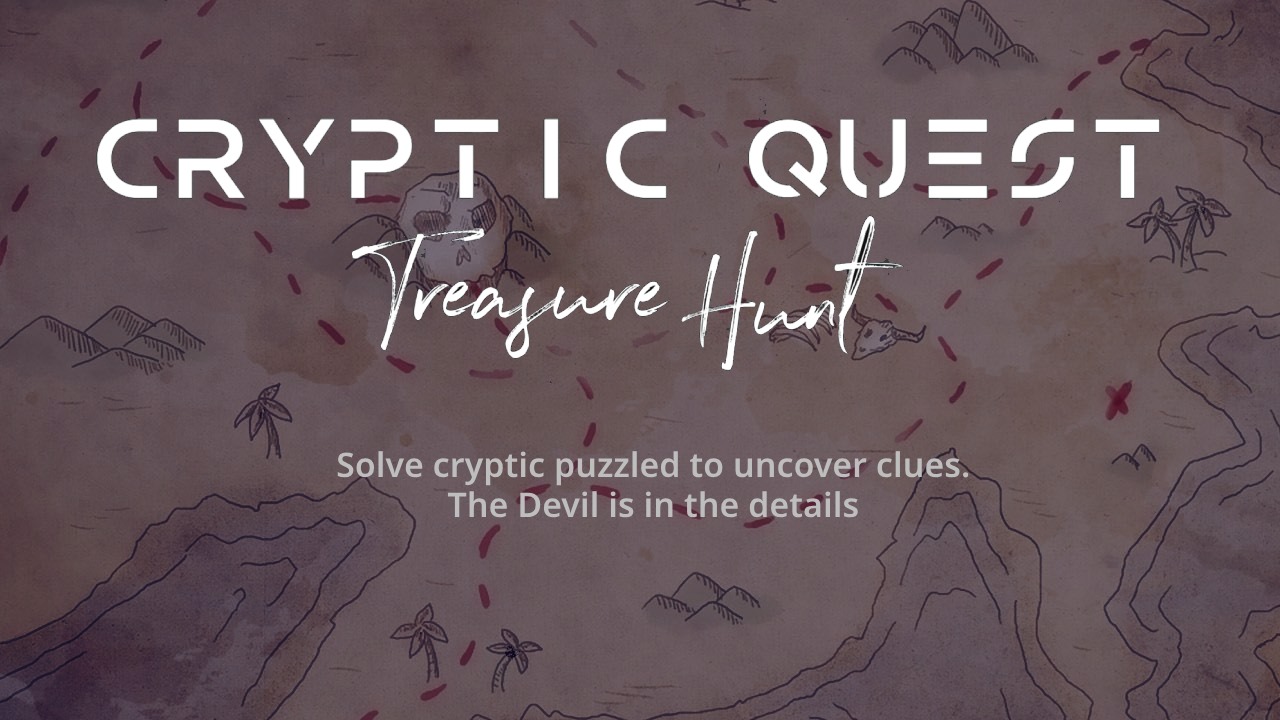 CRYPTIC QUEST
Treasure Hunt
Solve cryptic puzzled to uncover clues.
The Devil is in the details